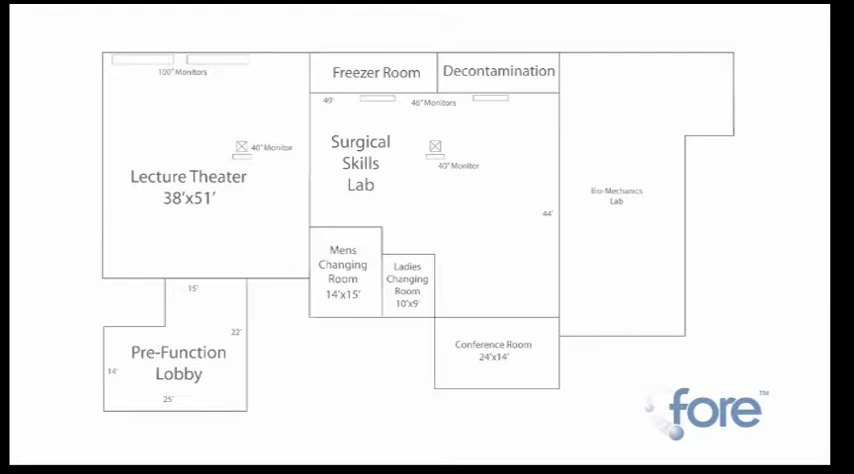 100" Monitors
Freezer Room
Decontamination
49'
46" Monitors
40" Monitor
Surgical
Skills
Lab
40" Monitor
Lecture Theater
38'x51'
Bio-Mechanics
Lab
44'
Mens
Changing
Room
14'x15'
Ladies
Changing
Room
10'x9'
15'
22'
Pre-Function
Lobby
14'
25'
Conference Room
24'x14'
fore™